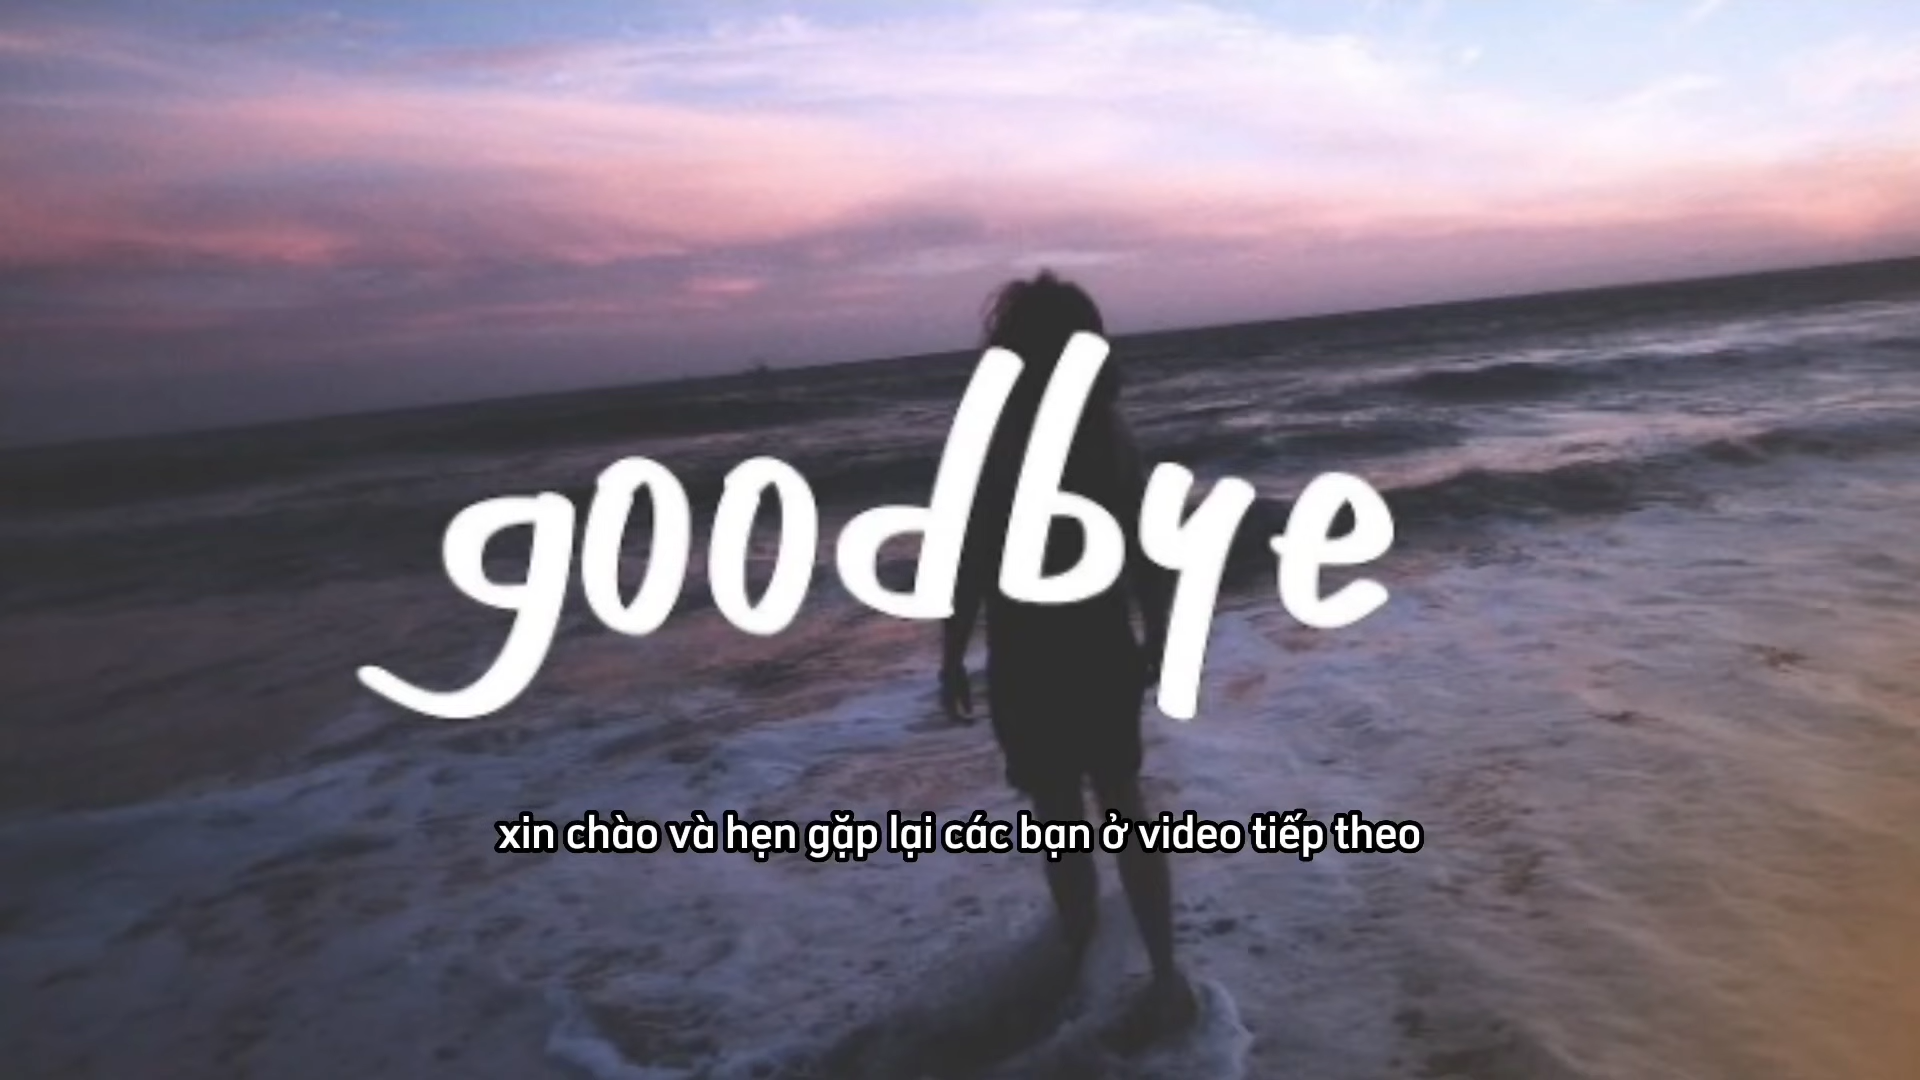 goodbye
xin chào và hẹn gặp lại các bạn ở video tiếp theo